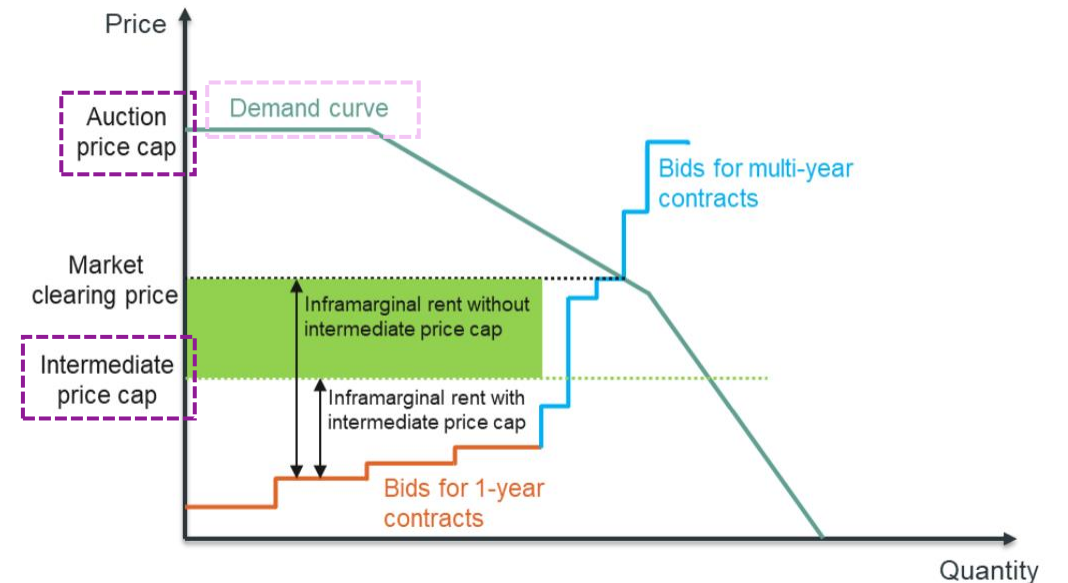 Price
Auction
price cap
Demand curve
Bids for multi-year
contracts
Market
clearing price
Inframarginal rent without
intermediate price cap
Intermediate
price cap
Inframarginal rent with
intermediate price cap
Bids for 1-year
contracts
Quantity